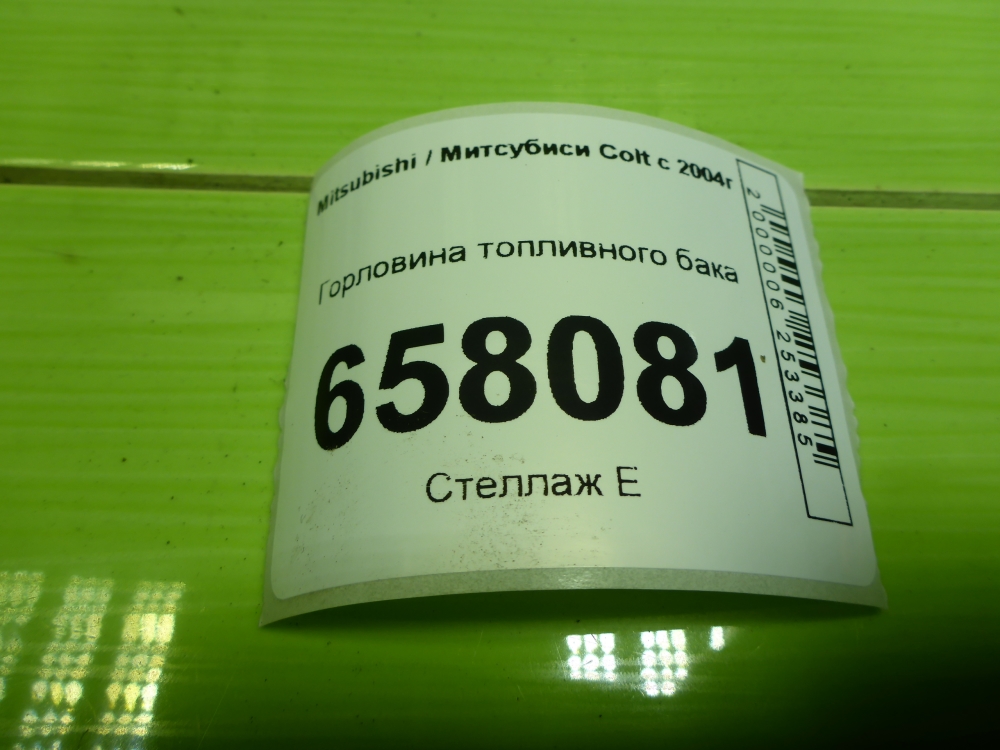 Mitsubishi / Митсубиси Colt с 2004г
Горловина топливного бака
658081
Стеллаж Е
2000006253385